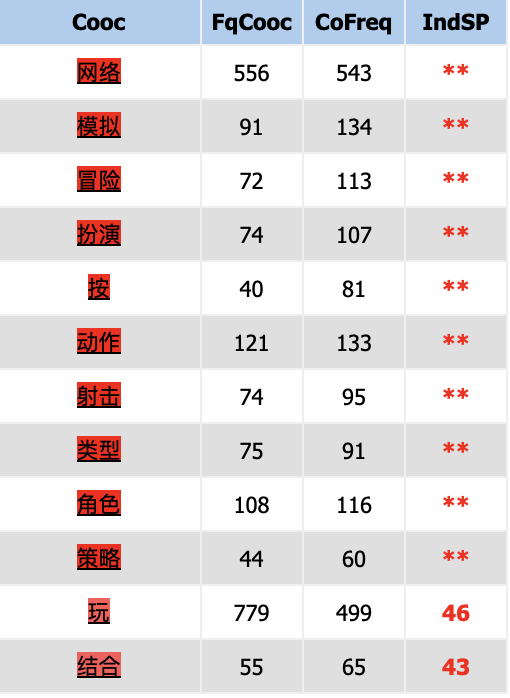 Cooc FqCooc CoFreq IndSP
网络 556 543 **
模拟 91 134 **
冒险 72 113 **
扮演 74 107 **
按 40 81 **
动作 121 133 **
射击 74 95 **
类型 75 91 **
角色 108 116 **
策略 44 60 **
玩 779 499 46
结合 55 65 43